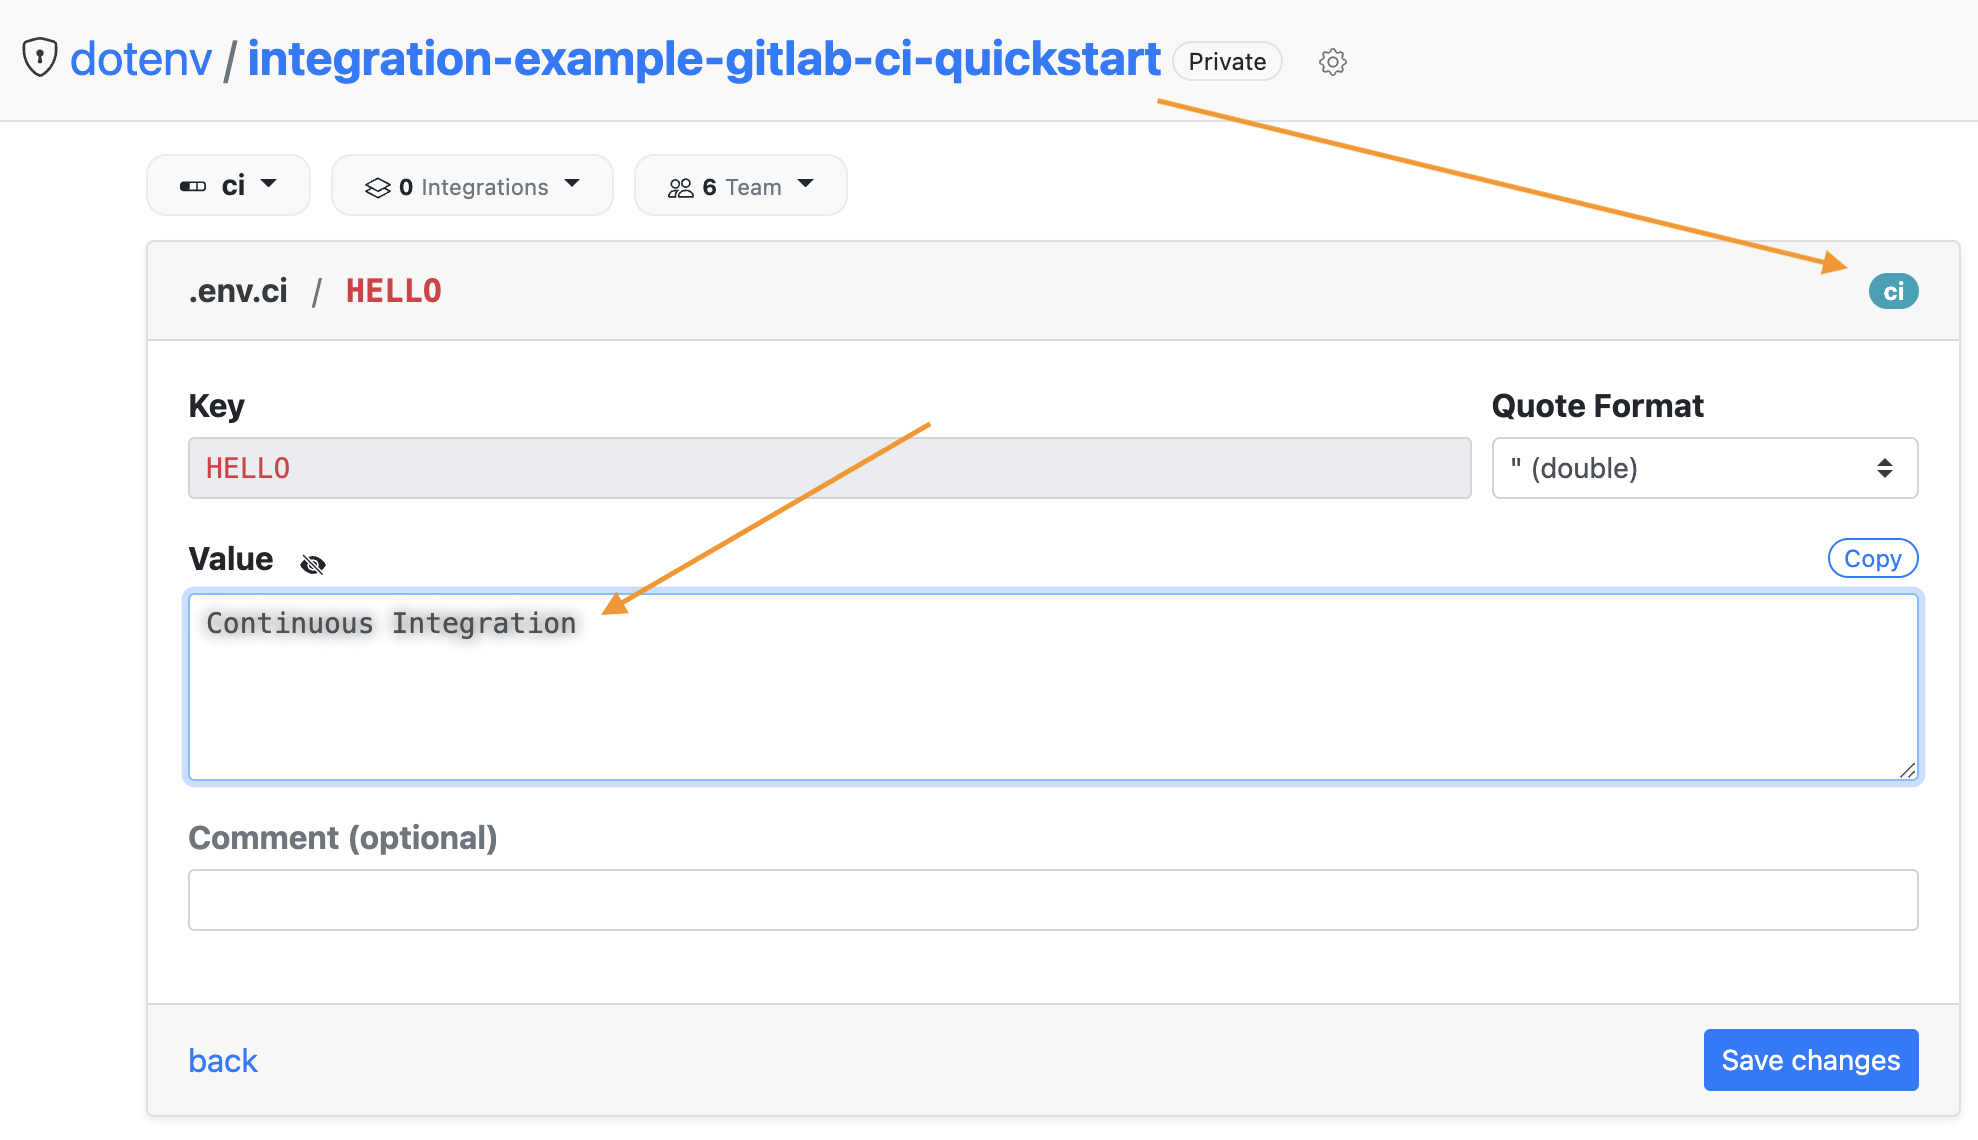 dotenv / integration-example-gitlab-ci-quickstart Private
ci 0 Integrations 6 Team
.env.ci / HELLO ci
Key Quote Format
HELLO " (double)
Value Copy
Continuous Integration
Comment (optional)
back Save changes